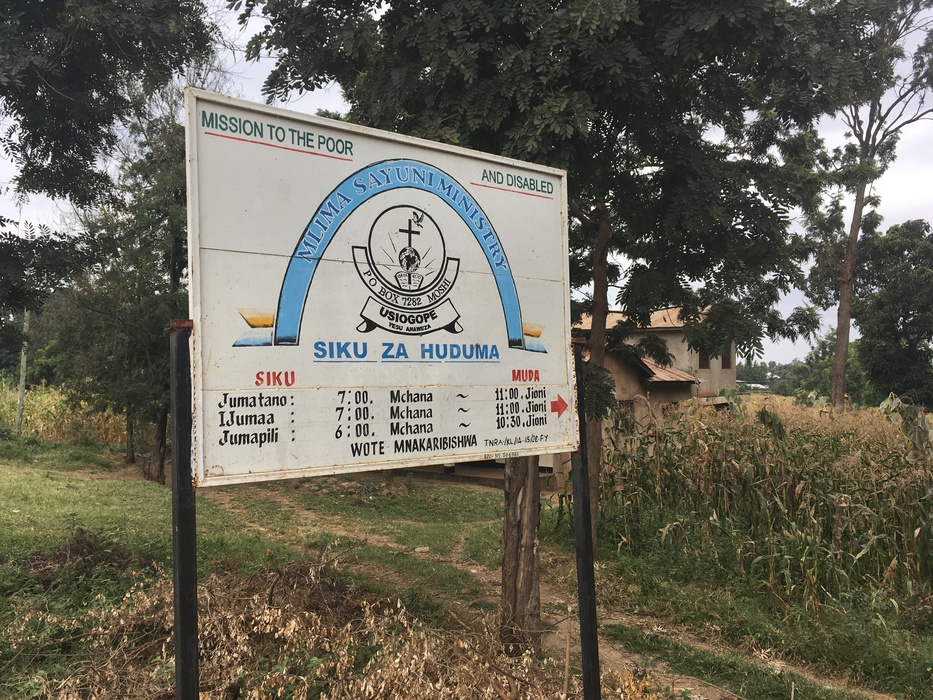 MISSION TO THE POOR
AND DISABLED
MLIMA SAYUNI MINISTRY
P.O BOX 7282 MOSHI
USIOGOPE
YESU ANAWEZA
SIKU ZA HUDUMA
SIKU MUDA
Jumatano: 7:00. Mchana ~ 11:00. Jioni
IJumaa : 7:00. Mchana ~ 11:00. Jioni
Jumapili : 6:00. Mchana ~ 10:30. Jioni
WOTE MNAKARIBISHWA